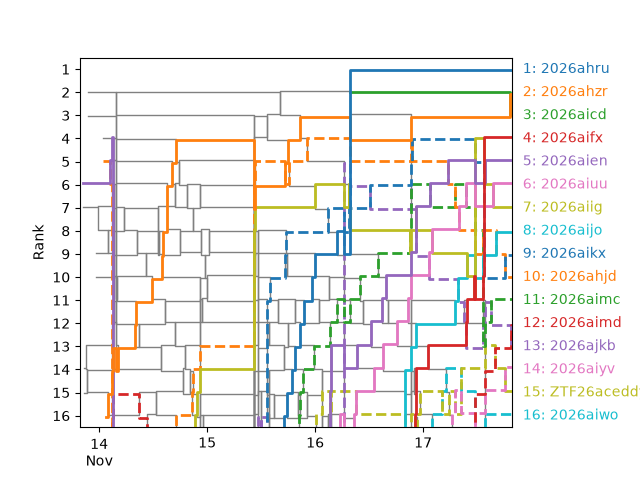 1
2
3
4
5
6
7
8
9
10
11
12
13
14
15
16
Rank
14
15
16
17
Nov
1: 2026ahru
2: 2026ahzr
3: 2026aicd
4: 2026aifx
5: 2026aien
6: 2026aiuu
7: 2026aiig
8: 2026aijo
9: 2026aikx
10: 2026ahjd
11: 2026aimc
12: 2026aimd
13: 2026ajkb
14: 2026aiyv
15: ZTF26acedd
16: 2026aiwo